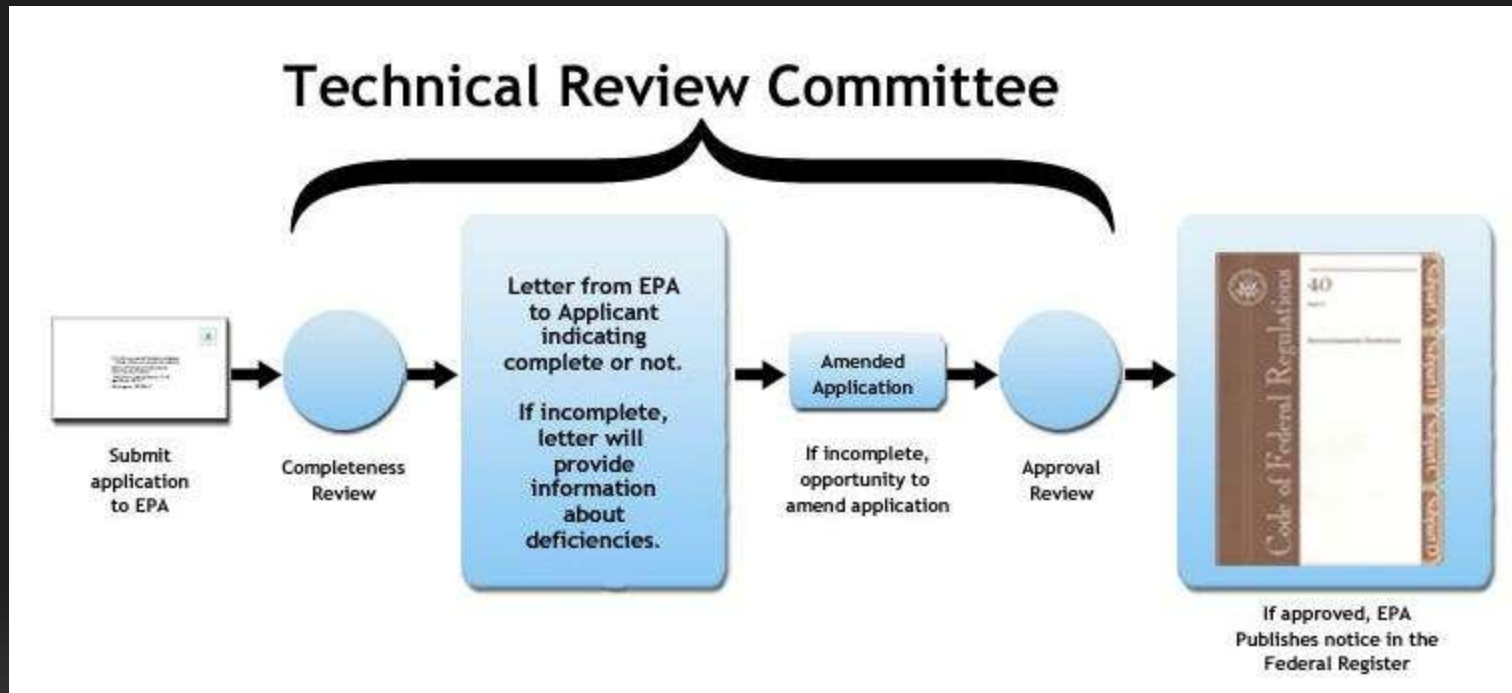 Technical Review Committee
Submit
application
to EPA
Completeness
Review
Letter from EPA
to Applicant
indicating
complete or not.
If incomplete,
letter will
provide
information
about
deficiencies.
Amended
Application
If incomplete,
opportunity to
amend application
Approval
Review
Code of Federal Regulations
40
If approved, EPA
Publishes notice in the
Federal Register